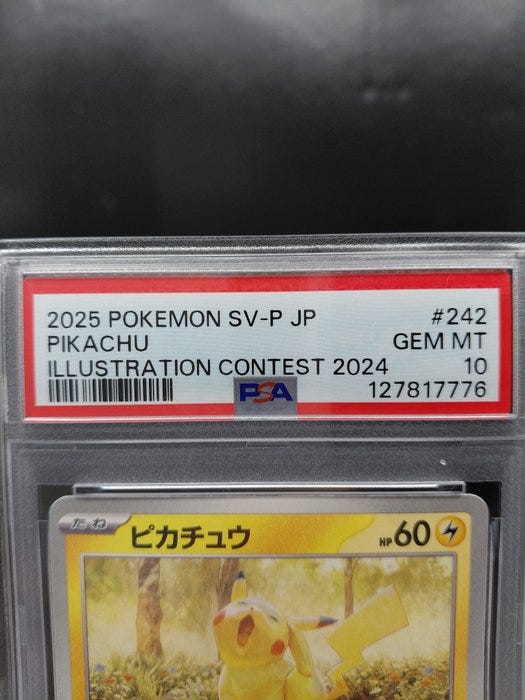 2025 POKEMON SV-P JP #242
PIKACHU GEM MT
ILLUSTRATION CONTEST 2024 10
PSA 127817776
たね ピカチュウ HP60